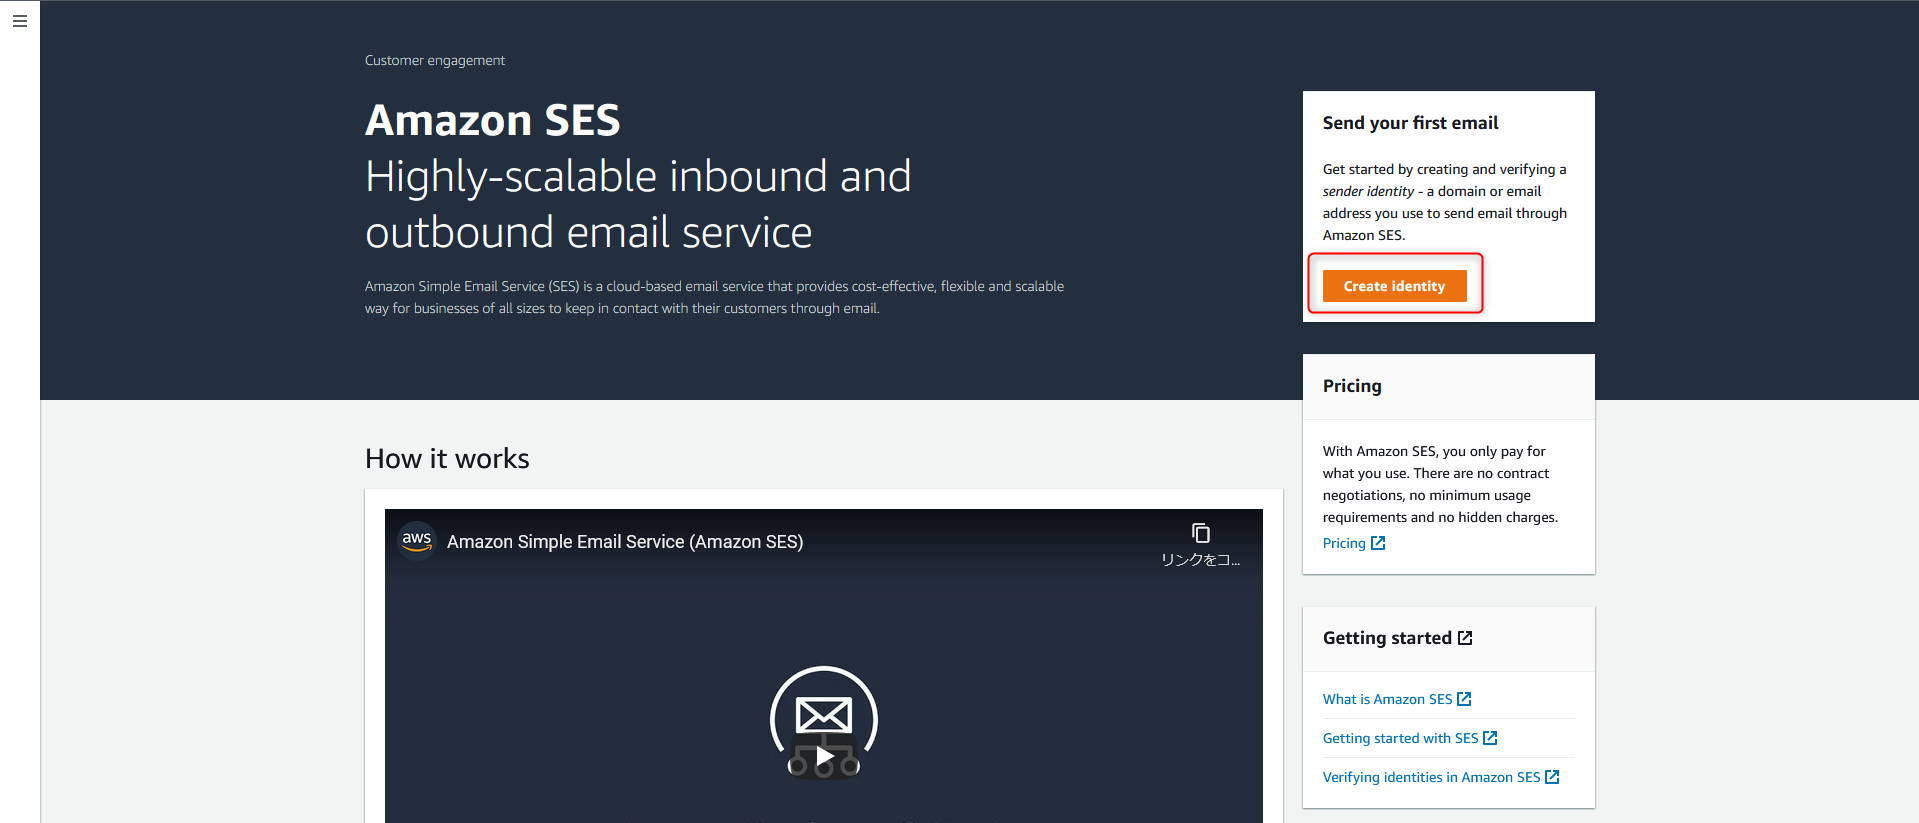 Customer engagement
Amazon SES
Highly-scalable inbound and
outbound email service
Amazon Simple Email Service (SES) is a cloud-based email service that provides cost-effective, flexible and scalable
way for businesses of all sizes to keep in contact with their customers through email.
Send your first email
Get started by creating and verifying a
sender identity - a domain or email
address you use to send email through
Amazon SES.
Create identity
Pricing
With Amazon SES, you only pay for
what you use. There are no contract
negotiations, no minimum usage
requirements and no hidden charges.
Pricing
How it works
aws
Amazon Simple Email Service (Amazon SES)
リンクをコ...
Getting started
What is Amazon SES
Getting started with SES
Verifying identities in Amazon SES